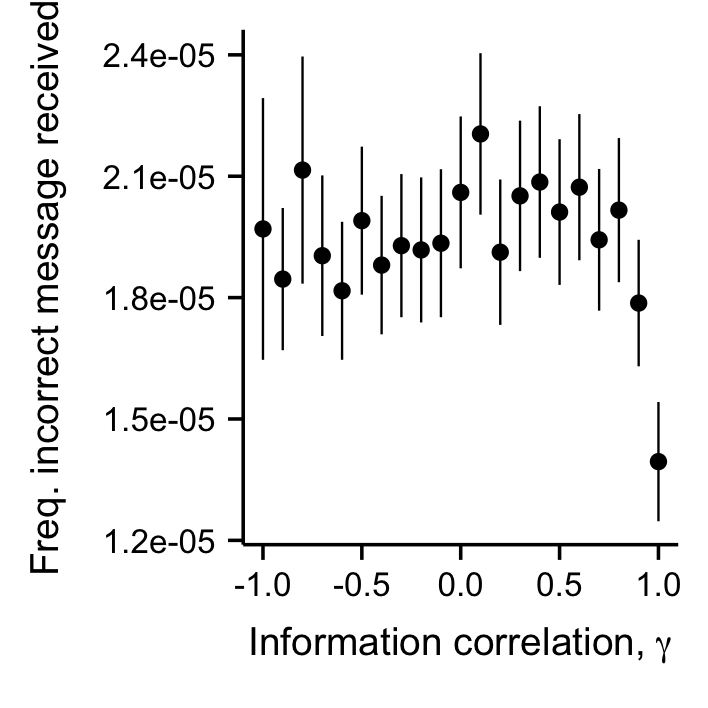 Freq. incorrect message received
2.4e-05
2.1e-05
1.8e-05
1.5e-05
1.2e-05
-1.0 -0.5 0.0 0.5 1.0
Information correlation, γ